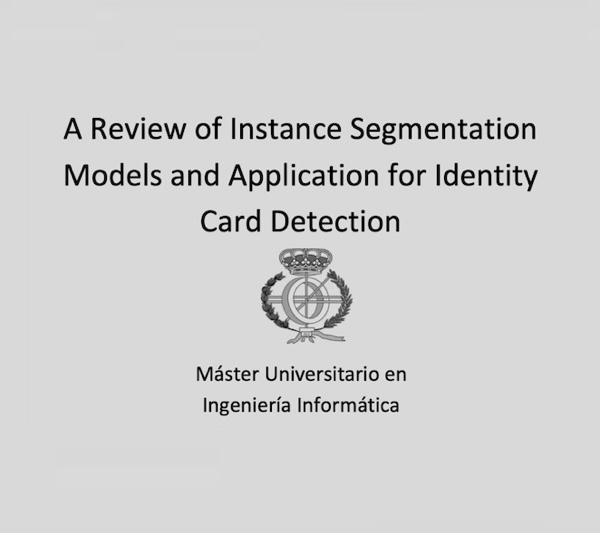 A Review of Instance Segmentation
Models and Application for Identity
Card Detection
Máster Universitario en
Ingeniería Informática